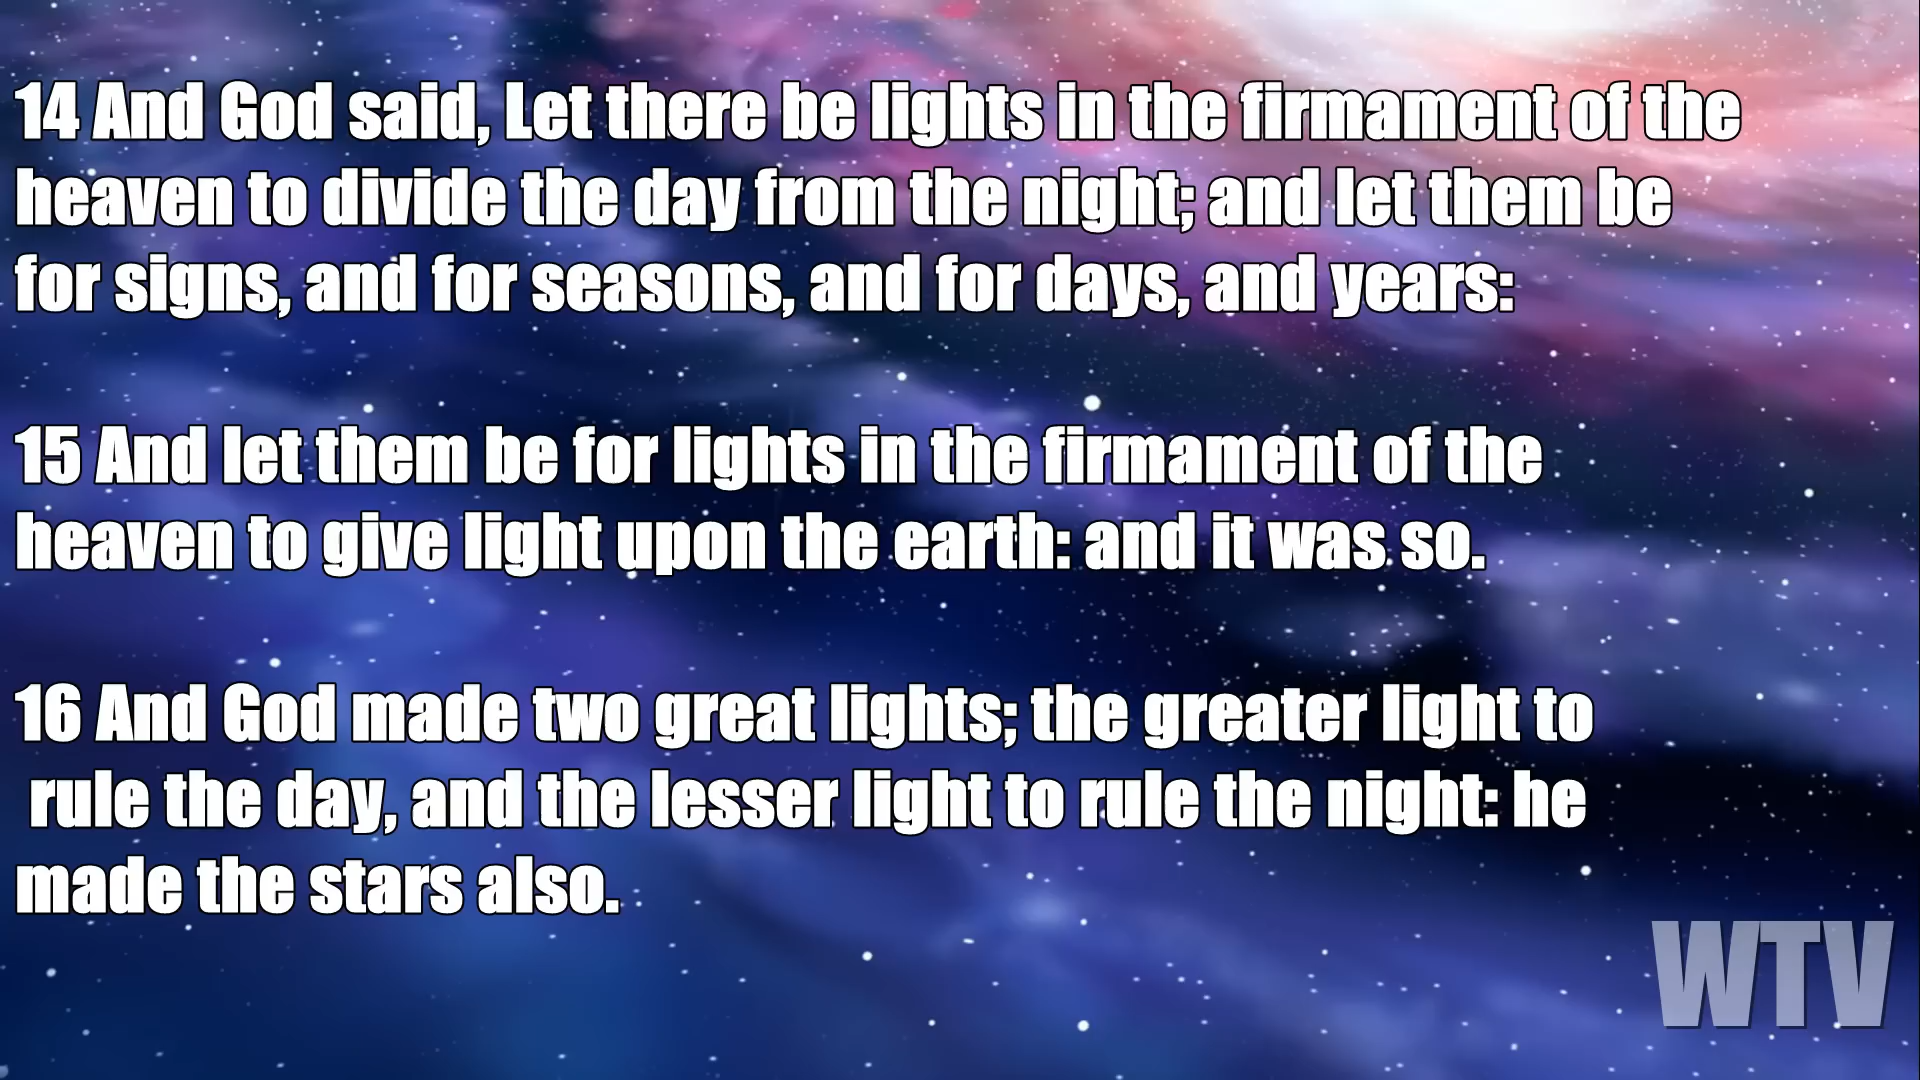 14 And God said, Let there be lights in the firmament of the
heaven to divide the day from the night; and let them be
for signs, and for seasons, and for days, and years:
15 And let them be for lights in the firmament of the
heaven to give light upon the earth: and it was so.
16 And God made two great lights; the greater light to
rule the day, and the lesser light to rule the night: he
made the stars also.
WTV